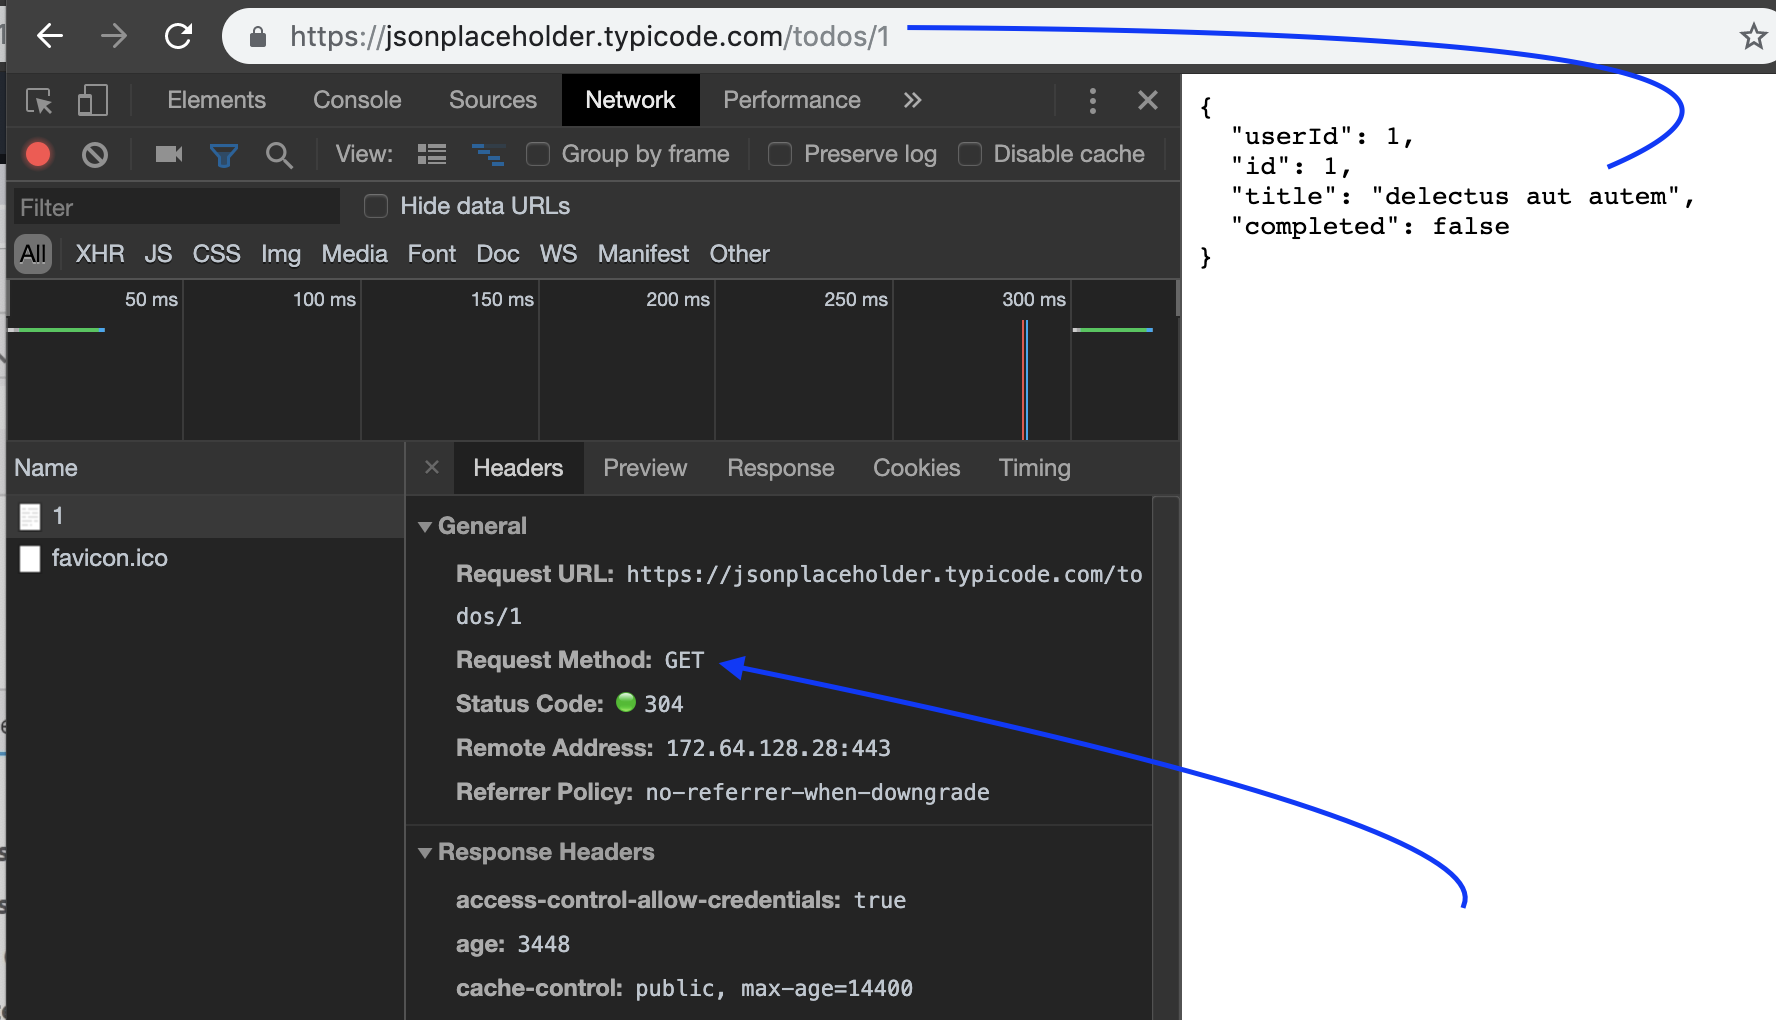 https://jsonplaceholder.typicode.com/todos/1
Elements Console Sources Network Performance »
View: Group by frame Preserve log Disable cache
Filter Hide data URLs
All XHR JS CSS Img Media Font Doc WS Manifest Other
50 ms 100 ms 150 ms 200 ms 250 ms 300 ms
Name
1
favicon.ico
× Headers Preview Response Cookies Timing
General
Request URL: https://jsonplaceholder.typicode.com/to
dos/1
Request Method: GET
Status Code: 304
Remote Address: 172.64.128.28:443
Referrer Policy: no-referrer-when-downgrade
Response Headers
access-control-allow-credentials: true
age: 3448
cache-control: public, max-age=14400
{
"userId": 1,
"id": 1,
"title": "delectus aut autem",
"completed": false
}